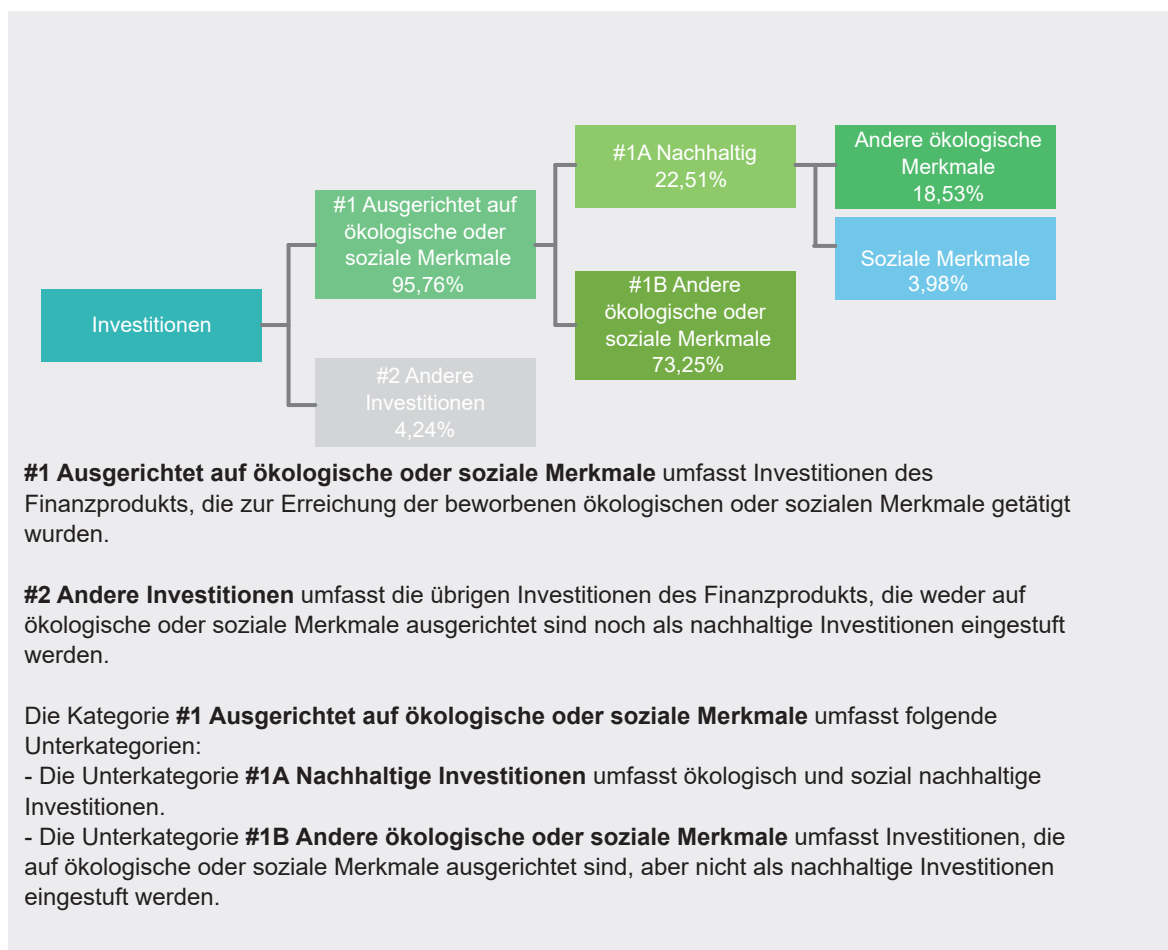 #1A Nachhaltig
22,51%
Andere ökologische
Merkmale
18,53%
#1 Ausgerichtet auf
ökologische oder
soziale Merkmale
95,76%
Soziale Merkmale
3,98%
#1B Andere
ökologische oder
soziale Merkmale
73,25%
Investitionen
#2 Andere
Investitionen
4,24%
#1 Ausgerichtet auf ökologische oder soziale Merkmale umfasst Investitionen des
Finanzprodukts, die zur Erreichung der beworbenen ökologischen oder sozialen Merkmale getätigt
wurden.
#2 Andere Investitionen umfasst die übrigen Investitionen des Finanzprodukts, die weder auf
ökologische oder soziale Merkmale ausgerichtet sind noch als nachhaltige Investitionen eingestuft
werden.
Die Kategorie #1 Ausgerichtet auf ökologische oder soziale Merkmale umfasst folgende
Unterkategorien:
- Die Unterkategorie #1A Nachhaltige Investitionen umfasst ökologisch und sozial nachhaltige
Investitionen.
- Die Unterkategorie #1B Andere ökologische oder soziale Merkmale umfasst Investitionen, die
auf ökologische oder soziale Merkmale ausgerichtet sind, aber nicht als nachhaltige Investitionen
eingestuft werden.